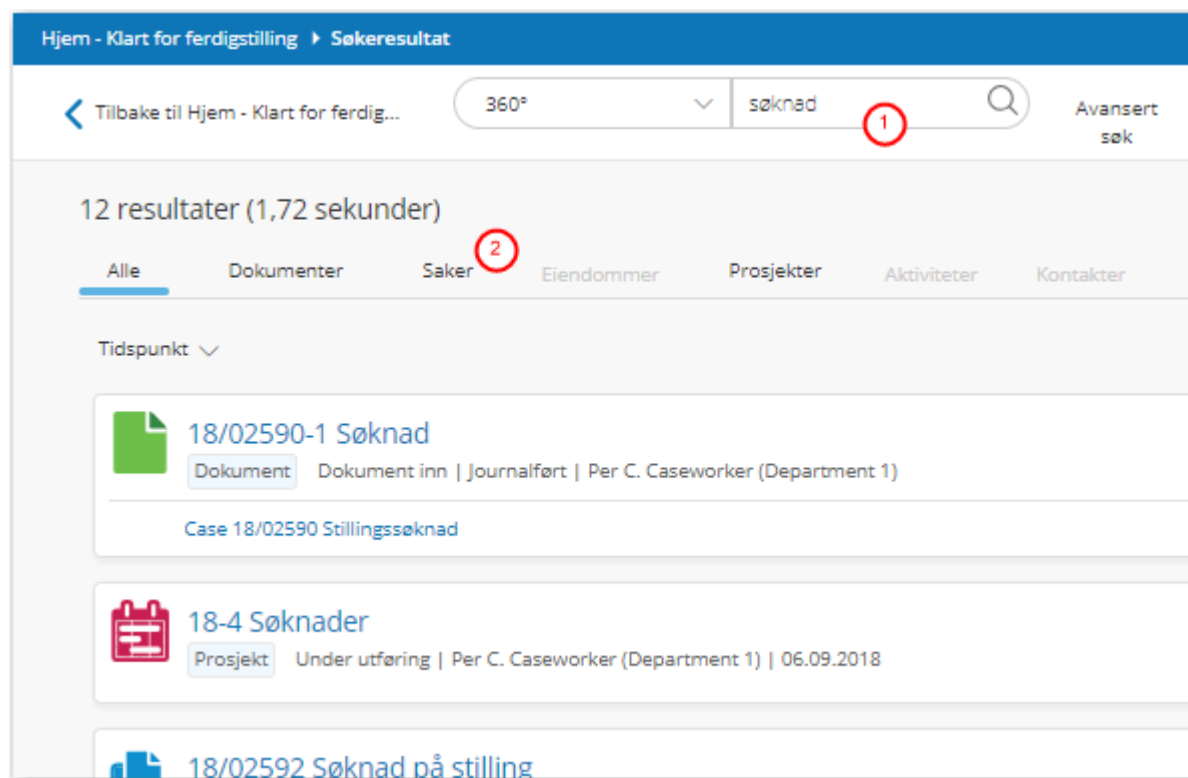 Hjem - Klart for ferdigstilling Søkeresultat
Tilbake til Hjem - Klart for ferdig... 360° søknad 1 Avansert
søk
12 resultater (1,72 sekunder)
2
Alle Dokumenter Saker Eiendommer Prosjekter Aktiviteter Kontakter
Tidspunkt
18/02590-1 Søknad
Dokument Dokument inn | Journalført | Per C. Caseworker (Department 1)
Case 18/02590 Stillingssøknad
18-4 Søknader
Prosjekt Under utføring | Per C. Caseworker (Department 1) | 06.09.2018
18/02592 Søknad på stilling